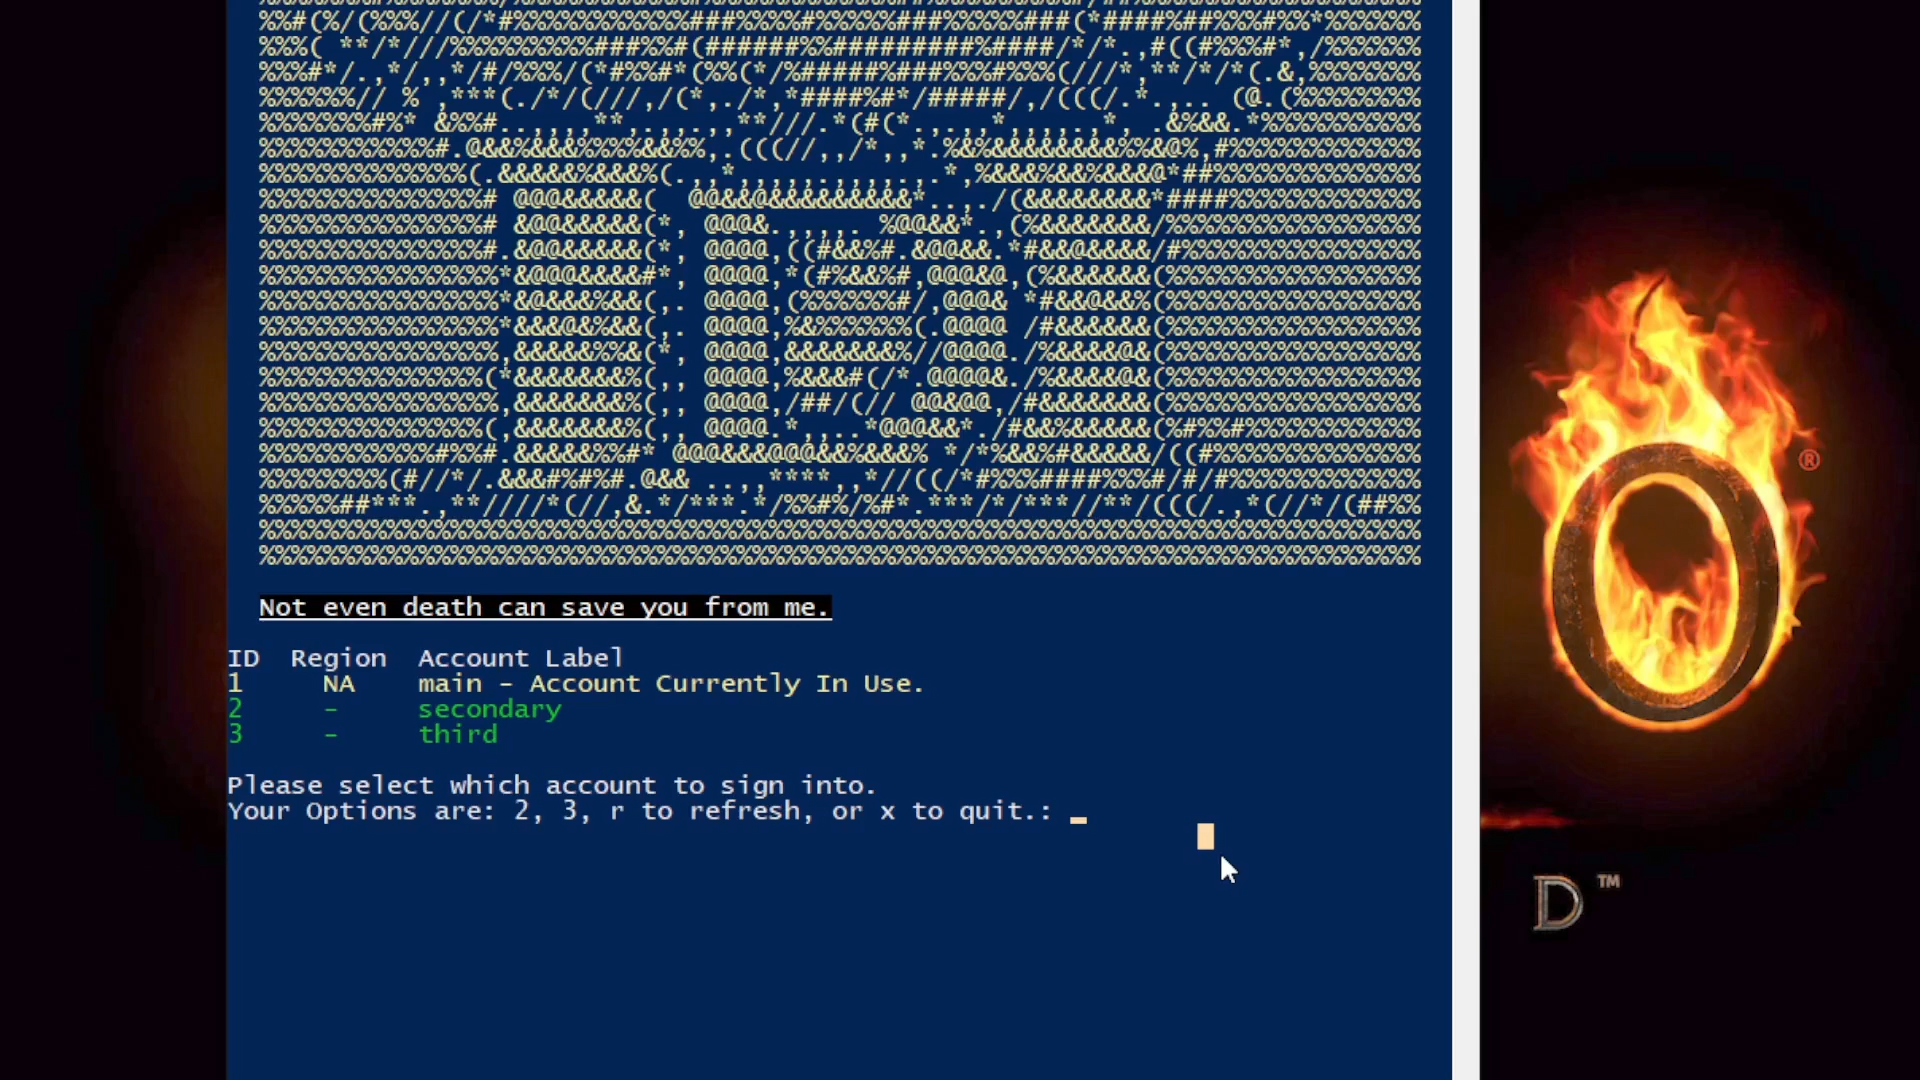 Not even death can save you from me.
ID Region Account Label
1 NA main - Account Currently In Use.
2 - secondary
3 - third
Please select which account to sign into.
Your Options are: 2, 3, r to refresh, or x to quit.:
®
D™